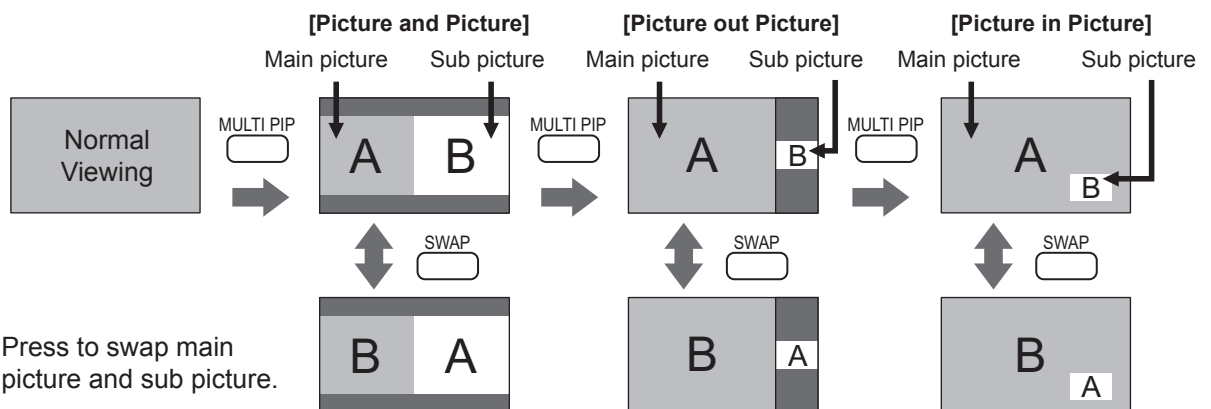 [Picture and Picture] [Picture out Picture] [Picture in Picture]
Main picture Sub picture Main picture Sub picture Main picture Sub picture
Normal
Viewing
MULTI PIP
A B
MULTI PIP
A B
MULTI PIP
A
B
SWAP SWAP SWAP
Press to swap main
picture and sub picture.
B A
B A
B
A